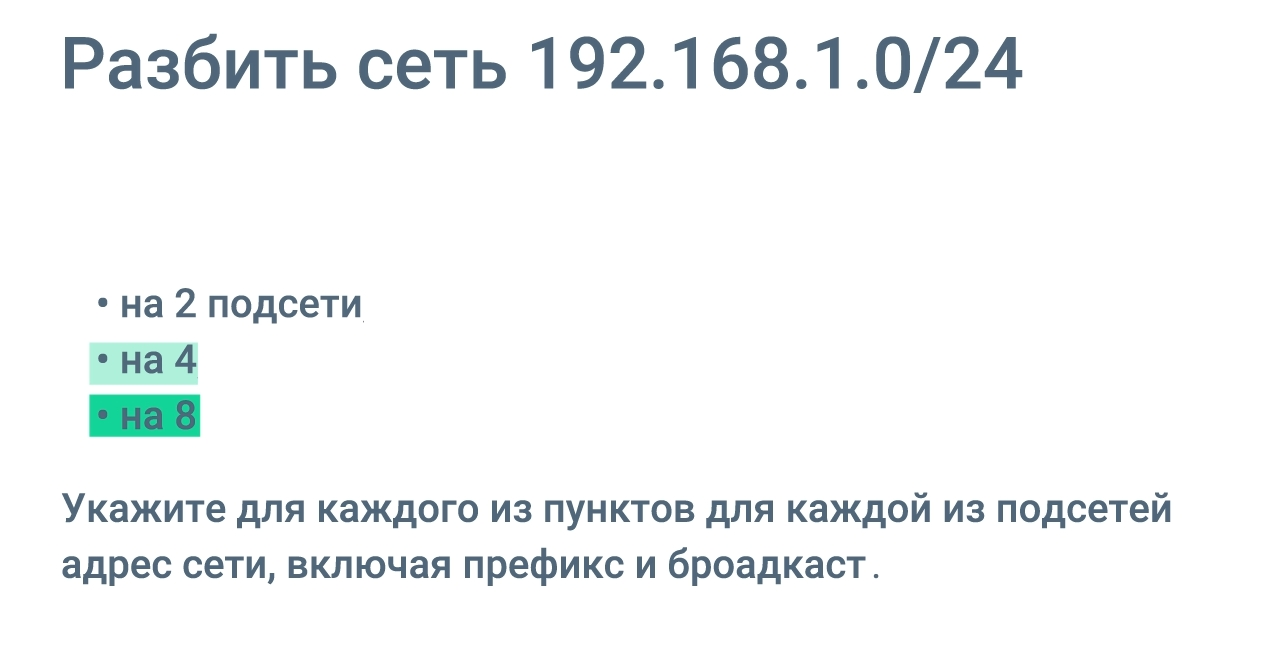 Разбить сеть 192.168.1.0/24
• на 2 подсети
• на 4
• на 8
Укажите для каждого из пунктов для каждой из подсетей
адрес сети, включая префикс и броадкаст.